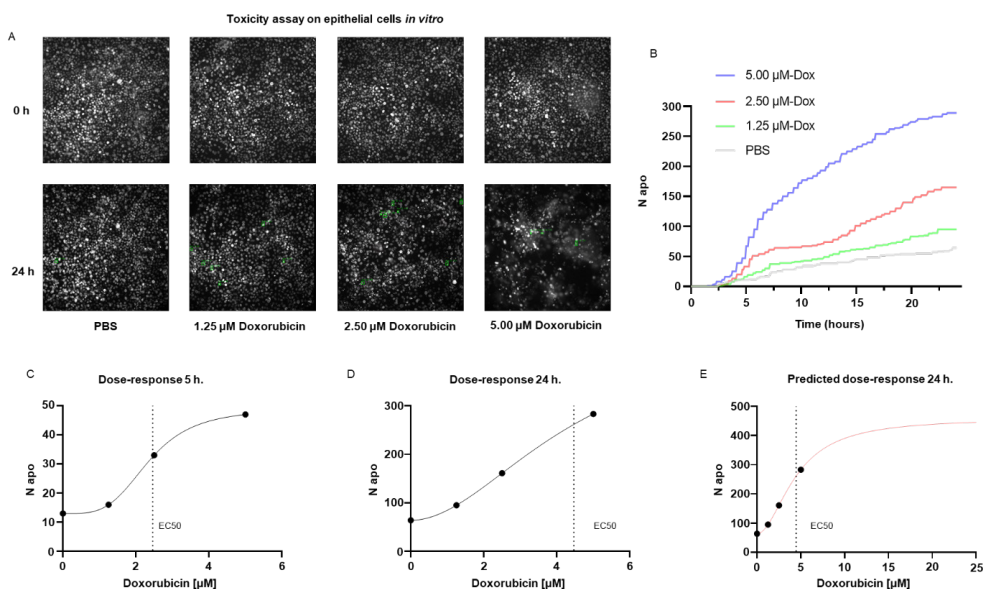 Toxicity assay on epithelial cells in vitro
A
0 h
24 h
PBS
1.25 µM Doxorubicin
2.50 µM Doxorubicin
5.00 µM Doxorubicin
B
5.00 µM-Dox
2.50 µM-Dox
1.25 µM-Dox
PBS
300
250
200
150
100
50
0
N apo
0
5
10
15
20
Time (hours)
C
Dose-response 5 h.
50
40
30
20
10
0
N apo
EC50
0
2
4
6
Doxorubicin [µM]
D
Dose-response 24 h.
300
200
100
0
N apo
EC50
0
2
4
6
Doxorubicin [µM]
E
Predicted dose-response 24 h.
500
400
300
200
100
0
N apo
EC50
0
5
10
15
20
25
Doxorubicin [µM]